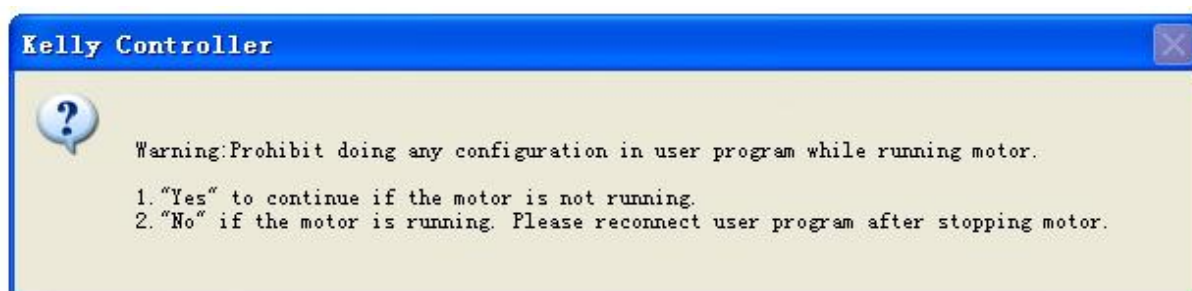 Kelly Controller
Warning:Prohibit doing any configuration in user program while running motor.
1."Yes" to continue if the motor is not running.
2."No" if the motor is running. Please reconnect user program after stopping motor.